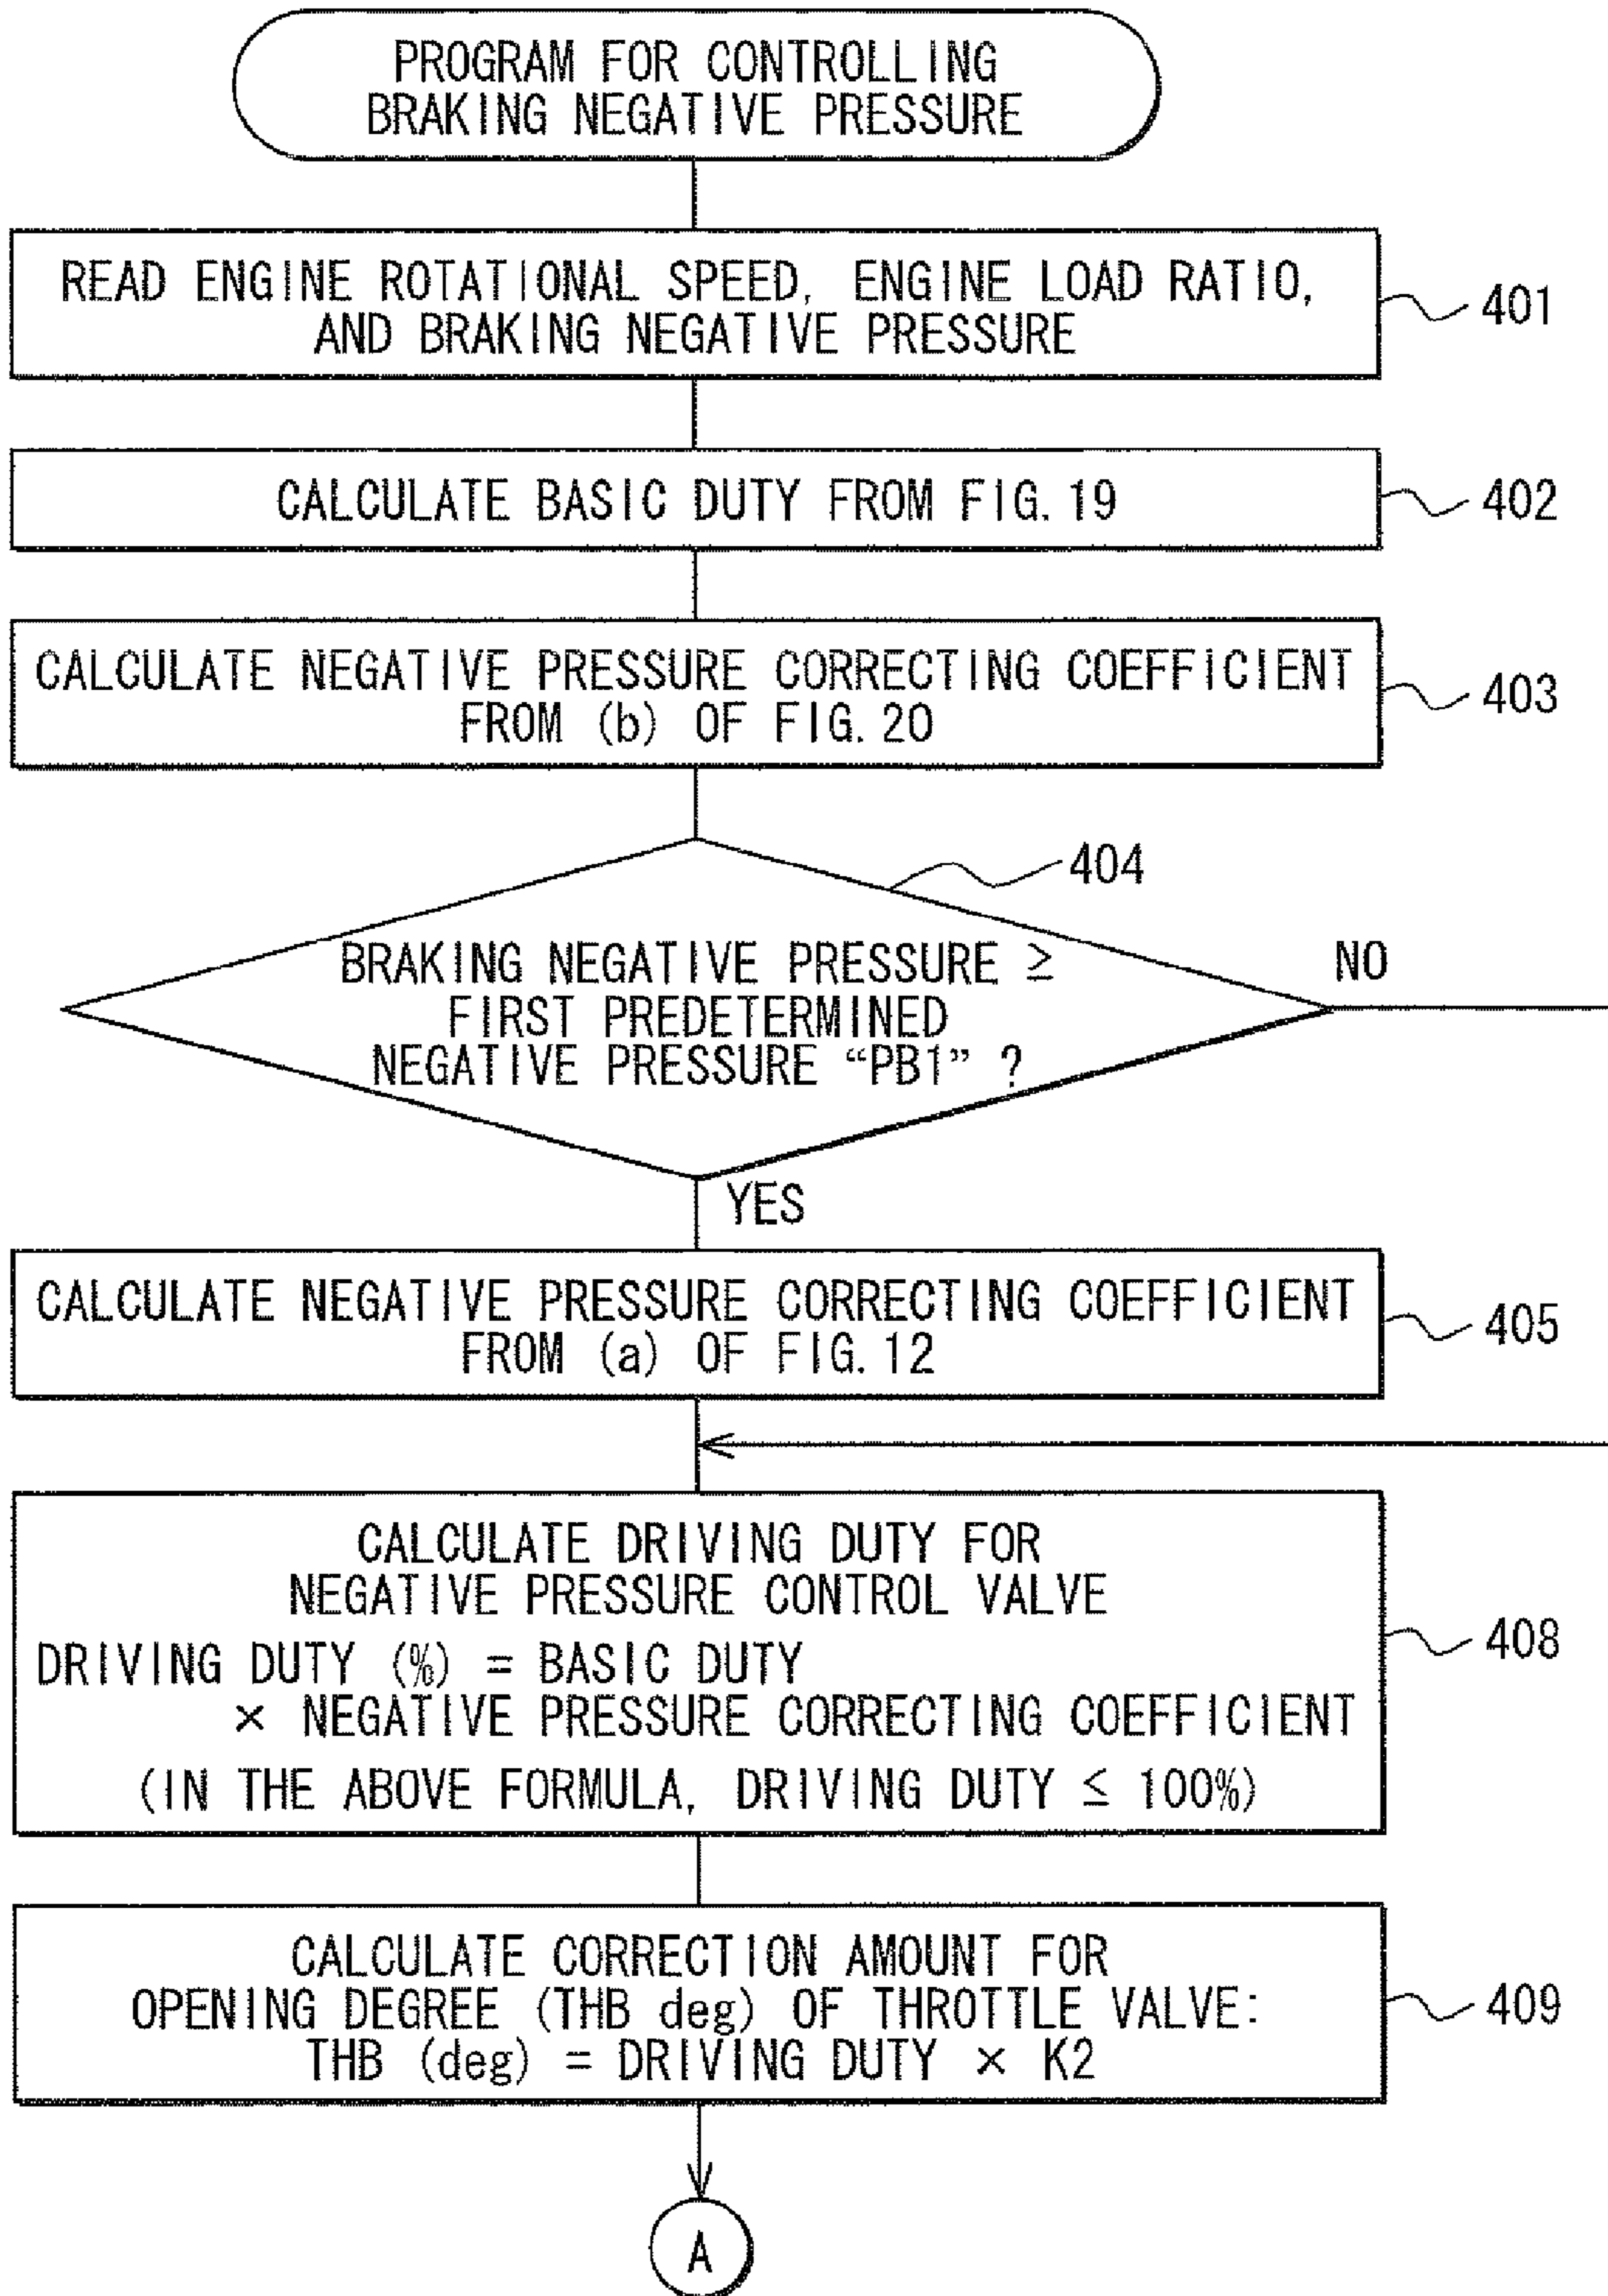 PROGRAM FOR CONTROLLING
BRAKING NEGATIVE PRESSURE
READ ENGINE ROTATIONAL SPEED, ENGINE LOAD RATIO,
AND BRAKING NEGATIVE PRESSURE
401
CALCULATE BASIC DUTY FROM FIG.19
402
CALCULATE NEGATIVE PRESSURE CORRECTING COEFFICIENT
FROM (b) OF FIG.20
403
404
BRAKING NEGATIVE PRESSURE ≧
FIRST PREDETERMINED
NEGATIVE PRESSURE “PB1” ?
NO
YES
CALCULATE NEGATIVE PRESSURE CORRECTING COEFFICIENT
FROM (a) OF FIG.12
405
CALCULATE DRIVING DUTY FOR
NEGATIVE PRESSURE CONTROL VALVE
DRIVING DUTY (%) = BASIC DUTY
× NEGATIVE PRESSURE CORRECTING COEFFICIENT
(IN THE ABOVE FORMULA, DRIVING DUTY ≦ 100%)
408
CALCULATE CORRECTION AMOUNT FOR
OPENING DEGREE (THB deg) OF THROTTLE VALVE:
THB (deg) = DRIVING DUTY × K2
409
A